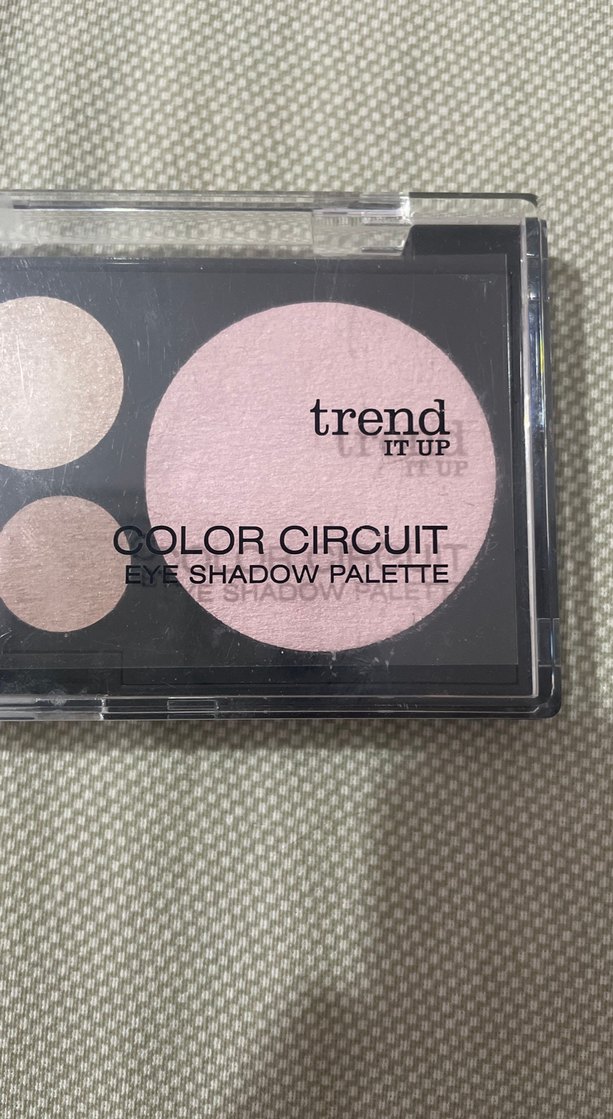 trend
IT UP
COLOR CIRCUIT
EYE SHADOW PALETTE